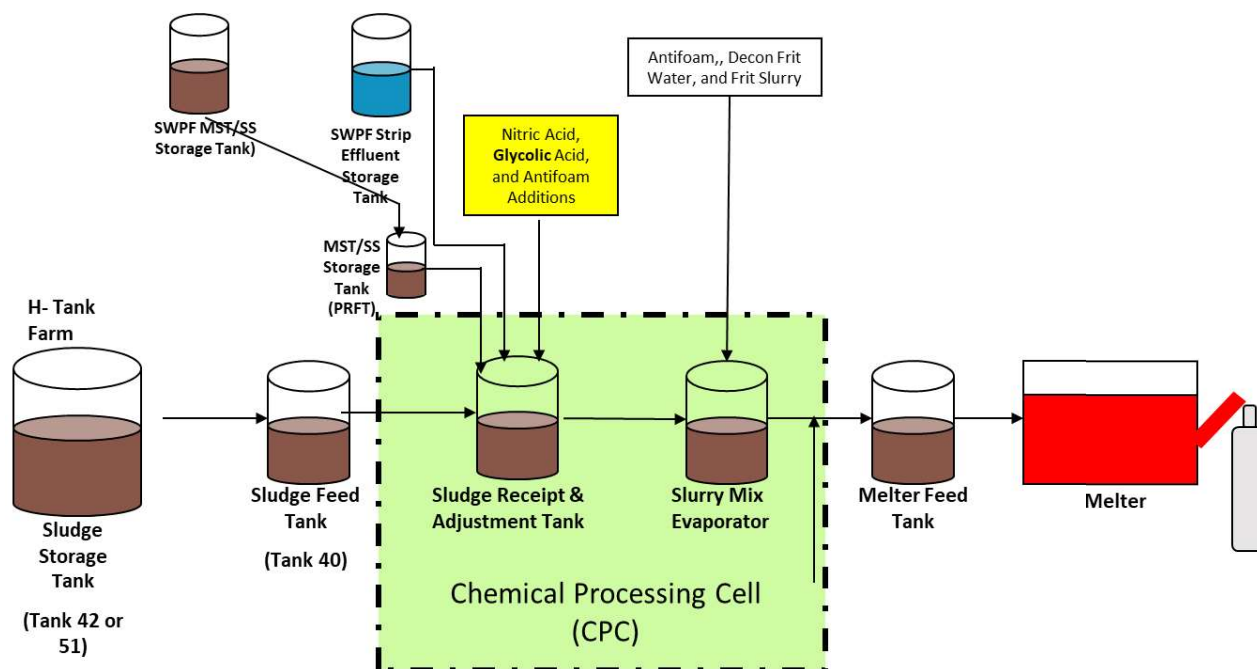 SWPF MST/SS
Storage Tank)
SWPF Strip
Effluent
Storage
Tank
Nitric Acid,
Glycolic Acid,
and Antifoam
Additions
Antifoam,, Decon Frit
Water, and Frit Slurry
MST/SS
Storage
Tank
(PRFT)
H- Tank
Farm
Sludge
Storage
Tank
(Tank 42 or
51)
Sludge Feed
Tank
(Tank 40)
Sludge Receipt &
Adjustment Tank
Slurry Mix
Evaporator
Melter Feed
Tank
Melter
Chemical Processing Cell
(CPC)